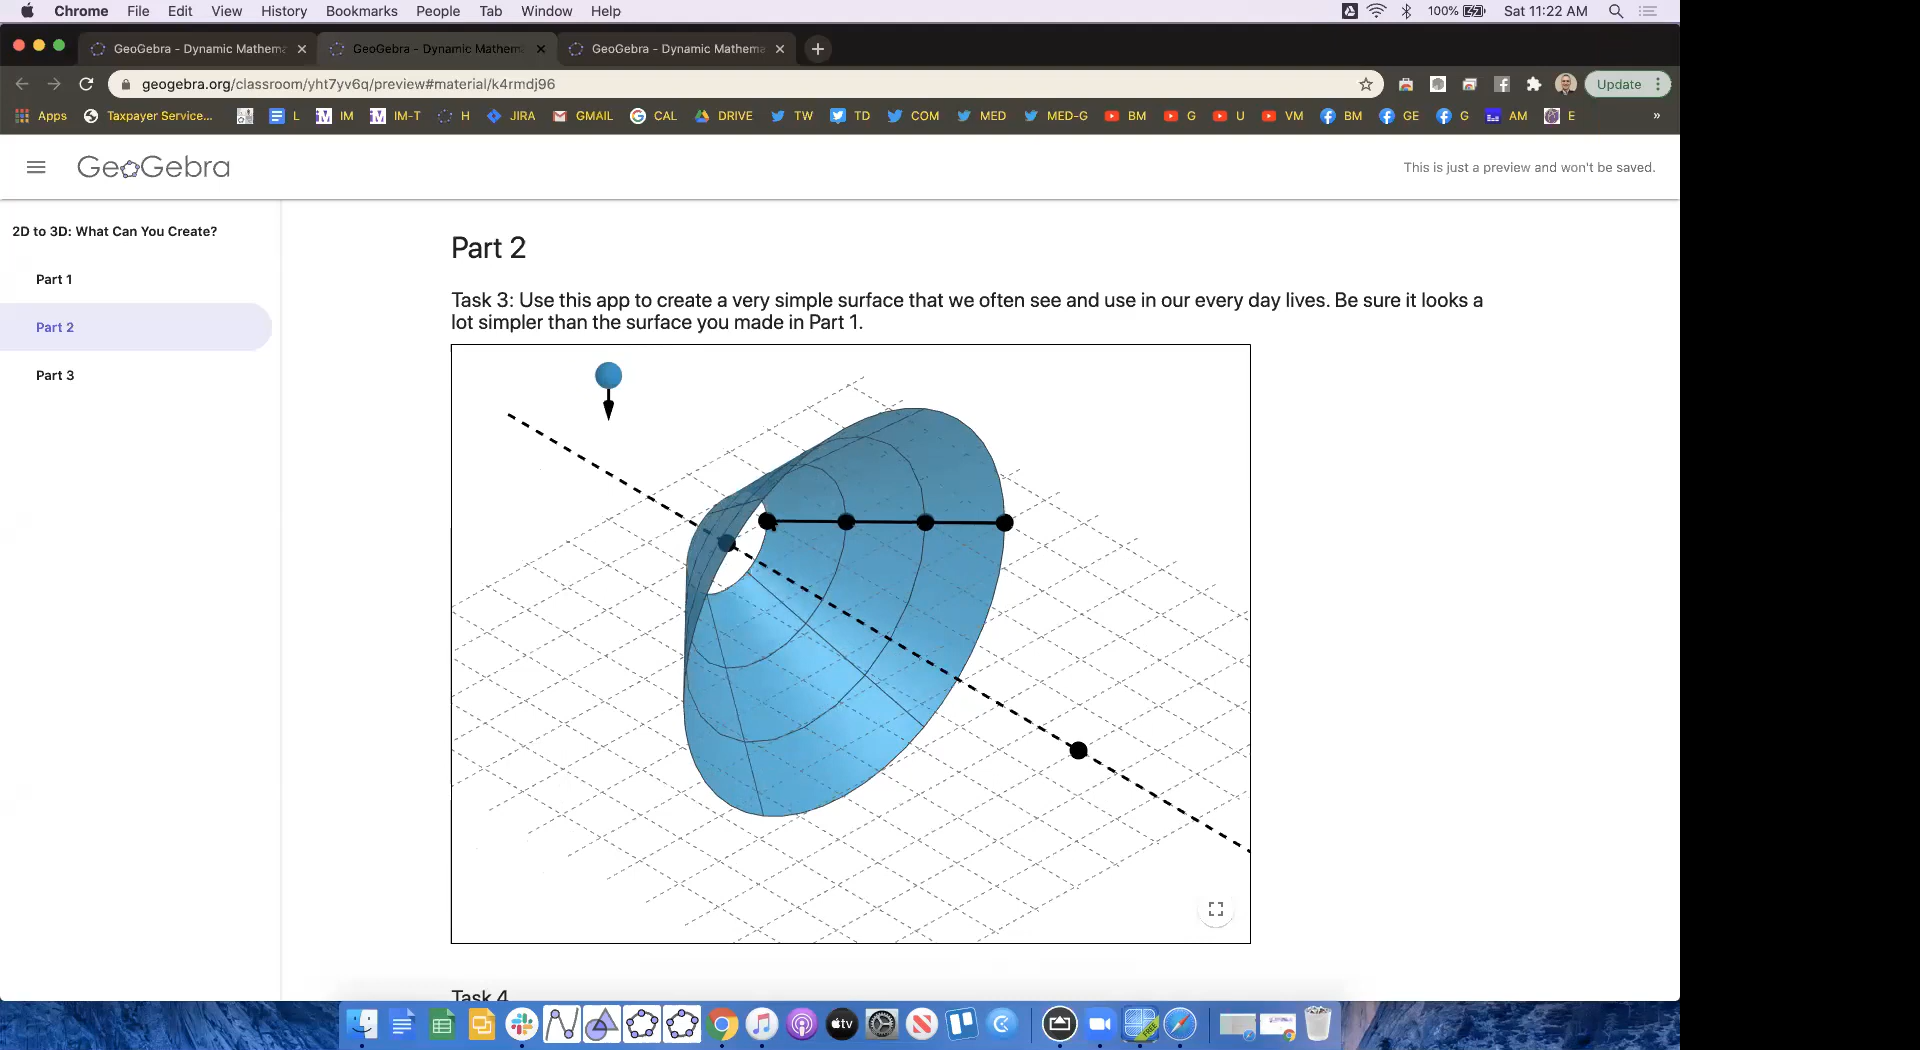 Chrome File Edit View History Bookmarks People Tab Window Help 100% Sat 11:22 AM
GeoGebra - Dynamic Mathema GeoGebra - Dynamic Mathem GeoGebra - Dynamic Mathema
geogebra.org/classroom/yht7yv6q/preview#material/k4rmdj96 Update
Apps Taxpayer Service... L IM IM-T H JIRA GMAIL CAL DRIVE TW TD COM MED MED-G BM G U VM BM GE G AM E »
GeoGebra This is just a preview and won't be saved.
2D to 3D: What Can You Create?
Part 1
Part 2
Part 3
Part 2
Task 3: Use this app to create a very simple surface that we often see and use in our every day lives. Be sure it looks a
lot simpler than the surface you made in Part 1.
Task 4
tv
FREE